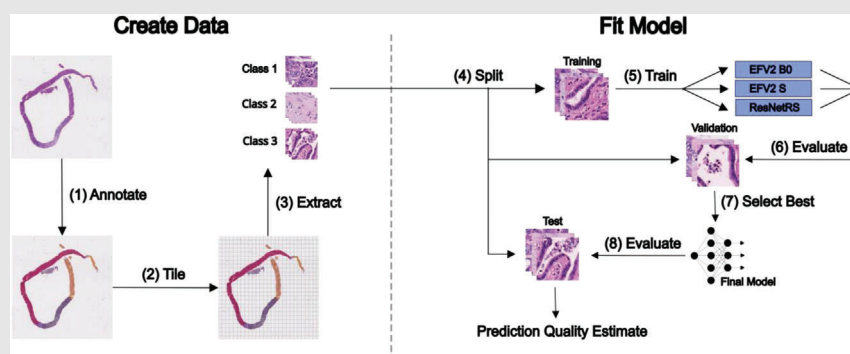 Create Data
Fit Model
Class 1
Class 2
Class 3
(1) Annotate
(2) Tile
(3) Extract
(4) Split
Training
(5) Train
EFV2 B0
EFV2 S
ResNetRS
Validation
(6) Evaluate
(7) Select Best
Test
(8) Evaluate
Final Model
Prediction Quality Estimate